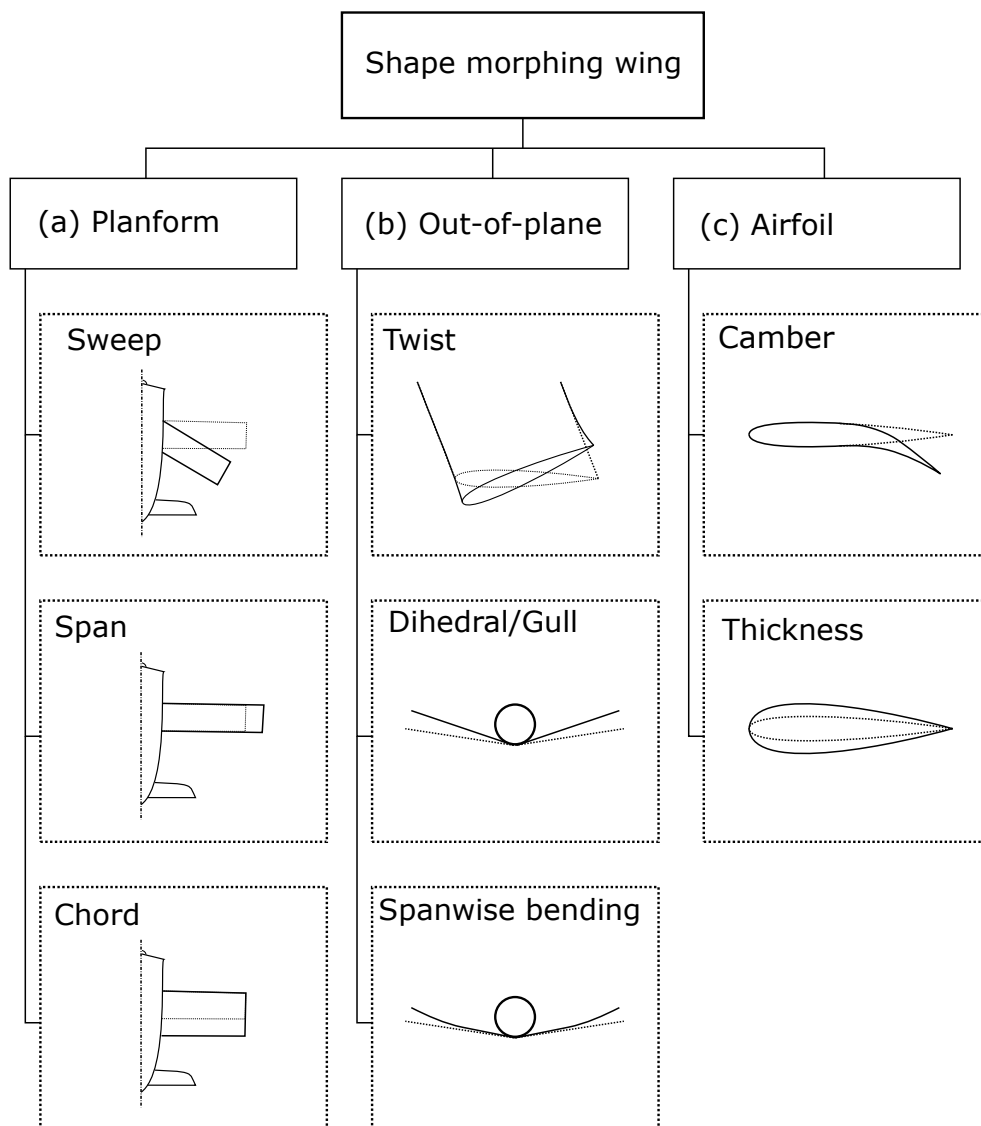 Shape morphing wing
(a) Planform
(b) Out-of-plane
(c) Airfoil
Sweep
Twist
Camber
Span
Dihedral/Gull
Thickness
Chord
Spanwise bending